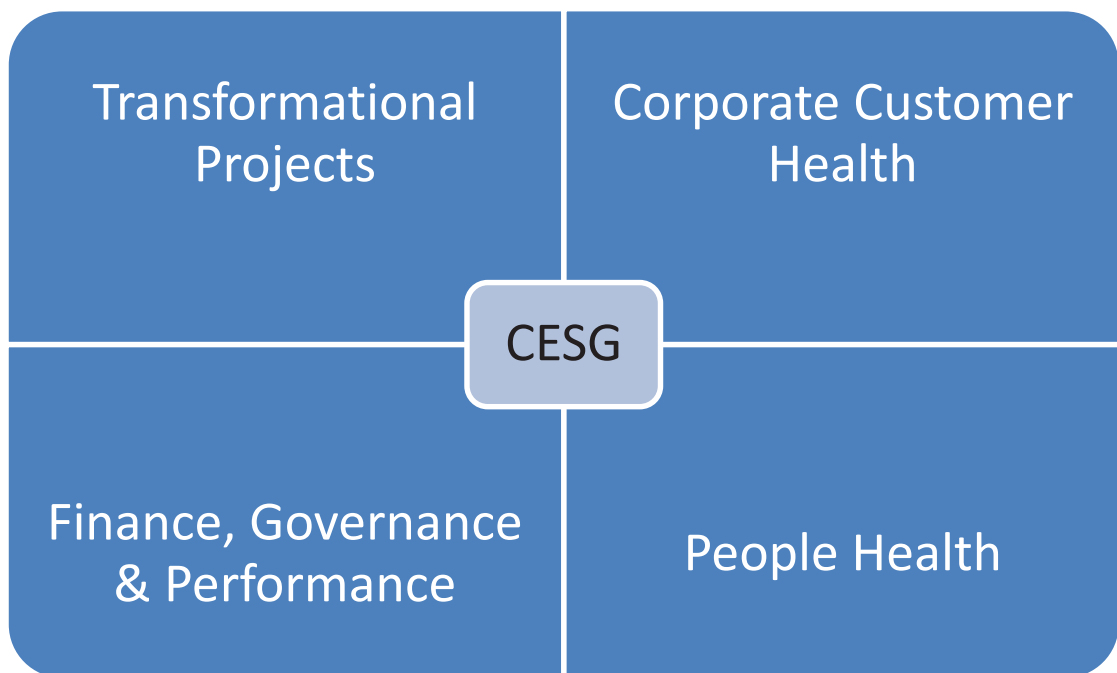 Transformational
Projects
Corporate Customer
Health
CESG
Finance, Governance
& Performance
People Health